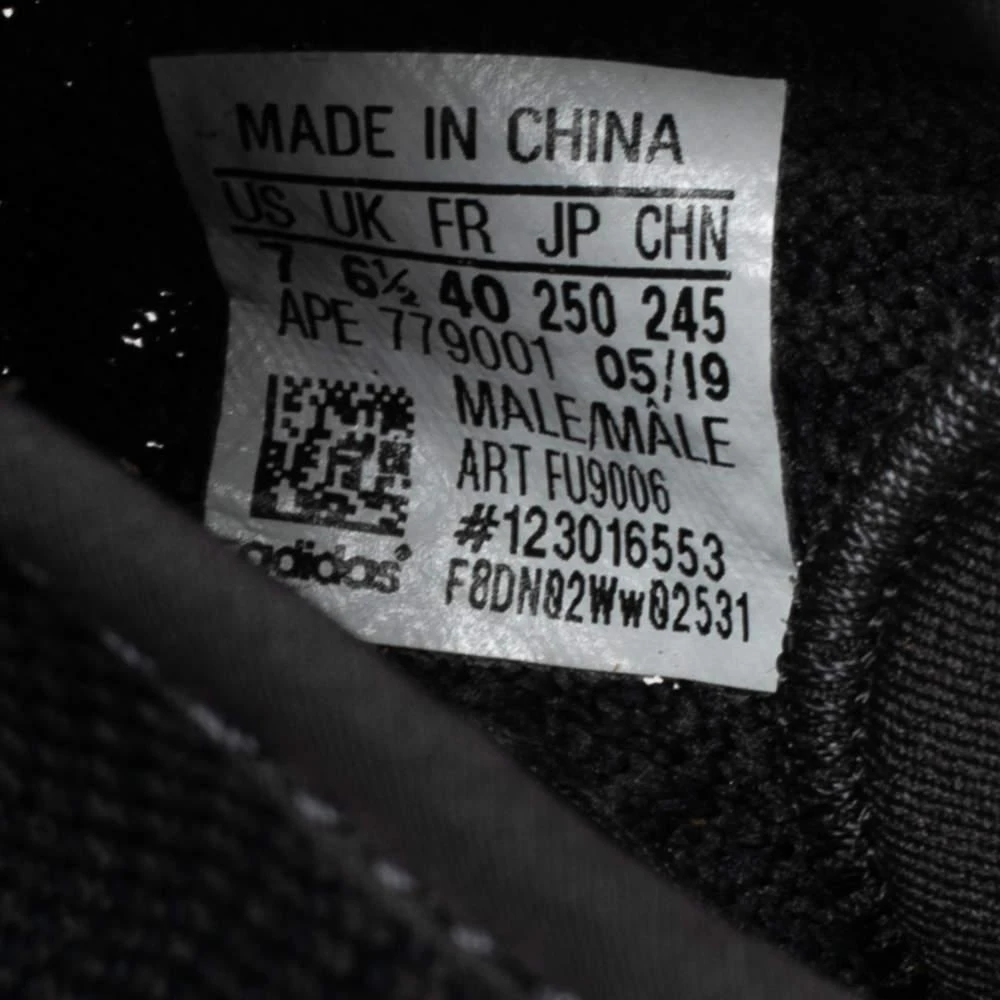 MADE IN CHINA
US UK FR JP CHN
7 6½ 40 250 245
APE 779001 05/19
MALE/MÂLE
ART FU9006
#123016553
F8DN02Ww02531
adidas®